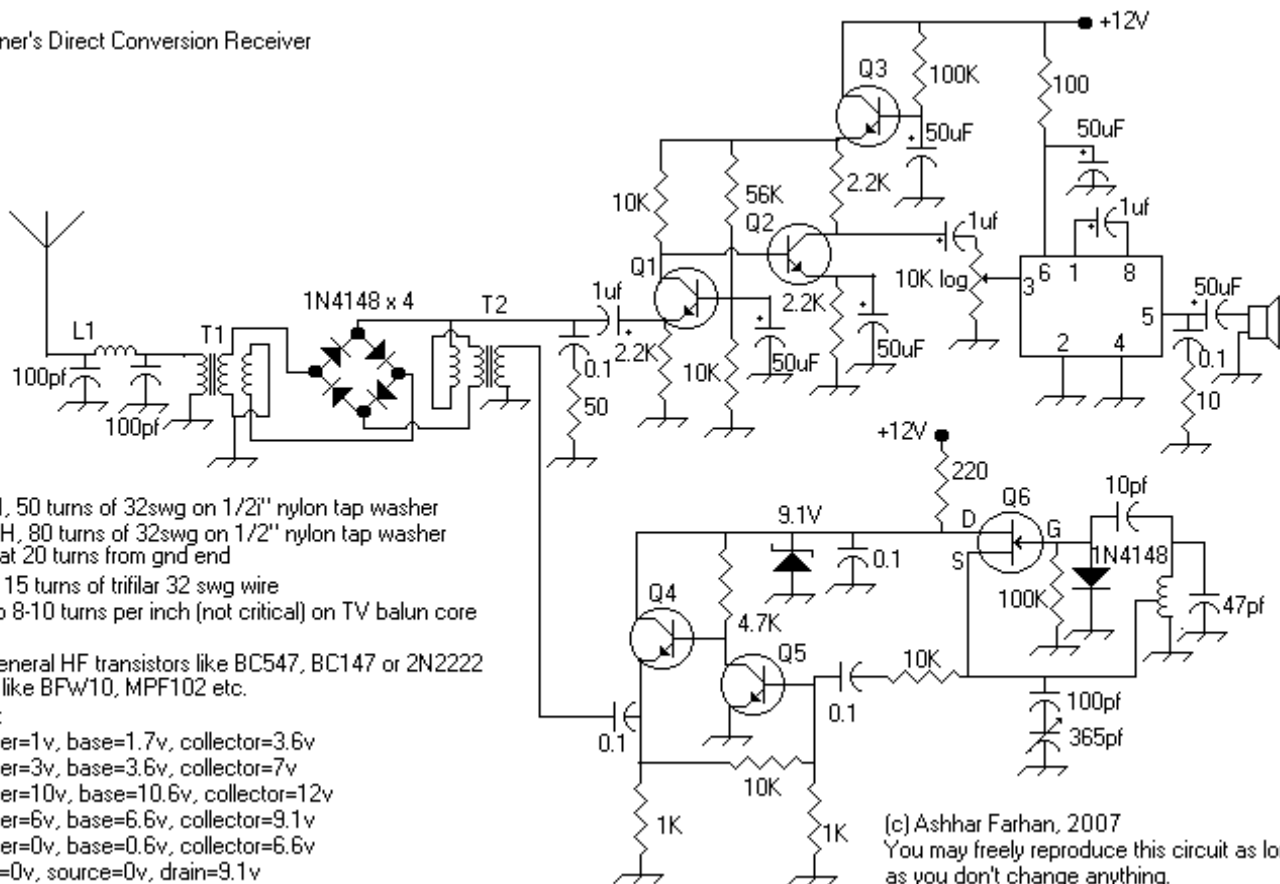 ner's Direct Conversion Receiver
+12V
Q3
100K
100
50uF
50uF
10K
56K
2.2K
Q2
1uf
1uf
Q1
6 1 8
3
10K log
50uF
1N4148 x 4
T2
1uf
2.2K
5
L1
T1
2.2K
50uF
50uF
2 4
0.1
100pf
0.1
10K
50
10
100pf
+12V
220
, 50 turns of 32swg on 1/2i'' nylon tap washer
H, 80 turns of 32swg on 1/2'' nylon tap washer
at 20 turns from gnd end
15 turns of trifilar 32 swg wire
8-10 turns per inch (not critical) on TV balun core
9.1V
D
Q6
10pf
G
0.1
S
1N4148
100K
47pf
Q4
4.7K
Q5
10K
eneral HF transistors like BC547, BC147 or 2N2222
like BFW10, MPF102 etc.
:
er=1v, base=1.7v, collector=3.6v
er=3v, base=3.6v, collector=7v
er=10v, base=10.6v, collector=12v
er=6v, base=6.6v, collector=9.1v
er=0v, base=0.6v, collector=6.6v
=0v, source=0v, drain=9.1v
0.1
0.1
100pf
365pf
10K
1K
1K
(c) Ashhar Farhan, 2007
You may freely reproduce this circuit as lo
as you don't change anything.